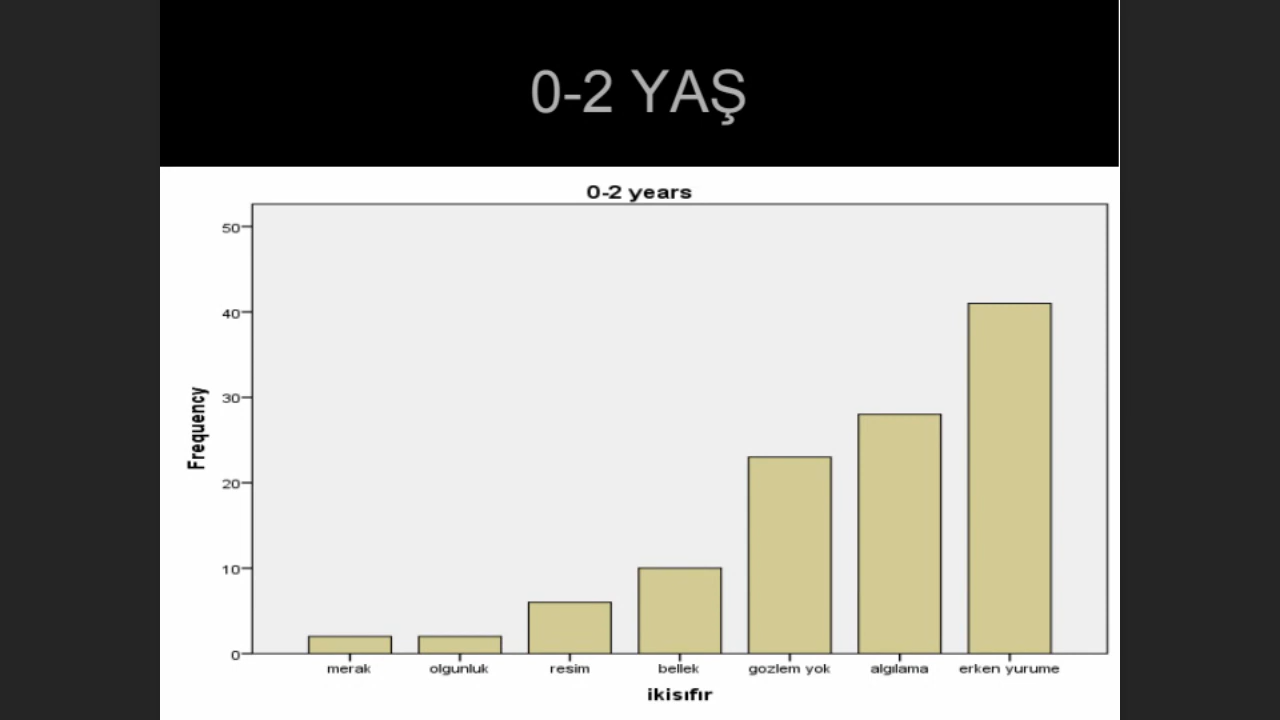 0-2 YAŞ
0-2 years
50
40
30
20
10
0
Frequency
merak olgunluk resim bellek gozlem yok algılama erken yurume
ikisıfır